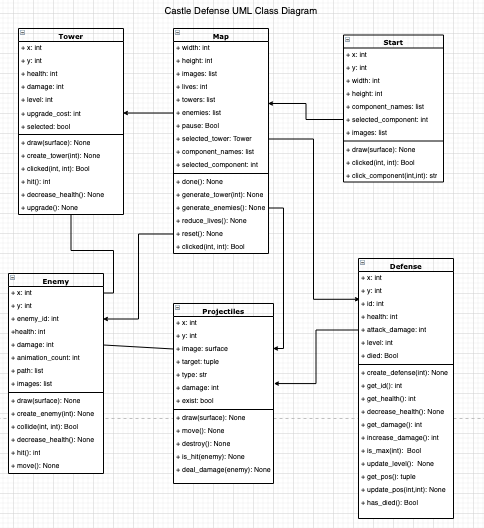 Castle Defense UML Class Diagram
Tower
+ x: int
+ y: int
+ health: int
+ damage: int
+ level: int
+ upgrade_cost: int
+ selected: bool
+ draw(surface): None
+ create_tower(int): None
+ clicked(int, int): Bool
+ hit(): int
+ decrease_health(): None
+ upgrade(): None
Map
+ width: int
+ height: int
+ images: list
+ lives: int
+ towers: list
+ enemies: list
+ pause: Bool
+ selected_tower: Tower
+ component_names: list
+ selected_component: int
+ done(): None
+ generate_tower(int): None
+ generate_enemies(): None
+ reduce_lives(): None
+ reset(): None
+ clicked(int, int): Bool
Start
+ x: int
+ y: int
+ width: int
+ height: int
+ component_names: list
+ selected_component: int
+ images: list
+ draw(surface): None
+ clicked(int, int): Bool
+ click_component(int,int): str
Enemy
+ x: int
+ y: int
+ enemy_id: int
+health: int
+ damage: int
+ animation_count: int
+ path: list
+ images: list
+ draw(surface): None
+ create_enemy(int): None
+ collide(int, int): Bool
+ decrease_health(): None
+ hit(): int
+ move(): None
Projectiles
+ x: int
+ y: int
+ image: surface
+ target: tuple
+ type: str
+ damage: int
+ exist: bool
+ draw(surface): None
+ move(): None
+ destroy(): None
+ is_hit(enemy): None
+ deal_damage(enemy): None
Defense
+ x: int
+ y: int
+ id: int
+ health: int
+ attack_damage: int
+ level: int
+ died: Bool
+ create_defense(int): None
+ get_id(): int
+ get_health(): int
+ decrease_health(): None
+ get_damage(): int
+ increase_damage(): int
+ is_max(int): Bool
+ update_level(): None
+ get_pos(): tuple
+ update_pos(int,int): None
+ has_died(): Bool